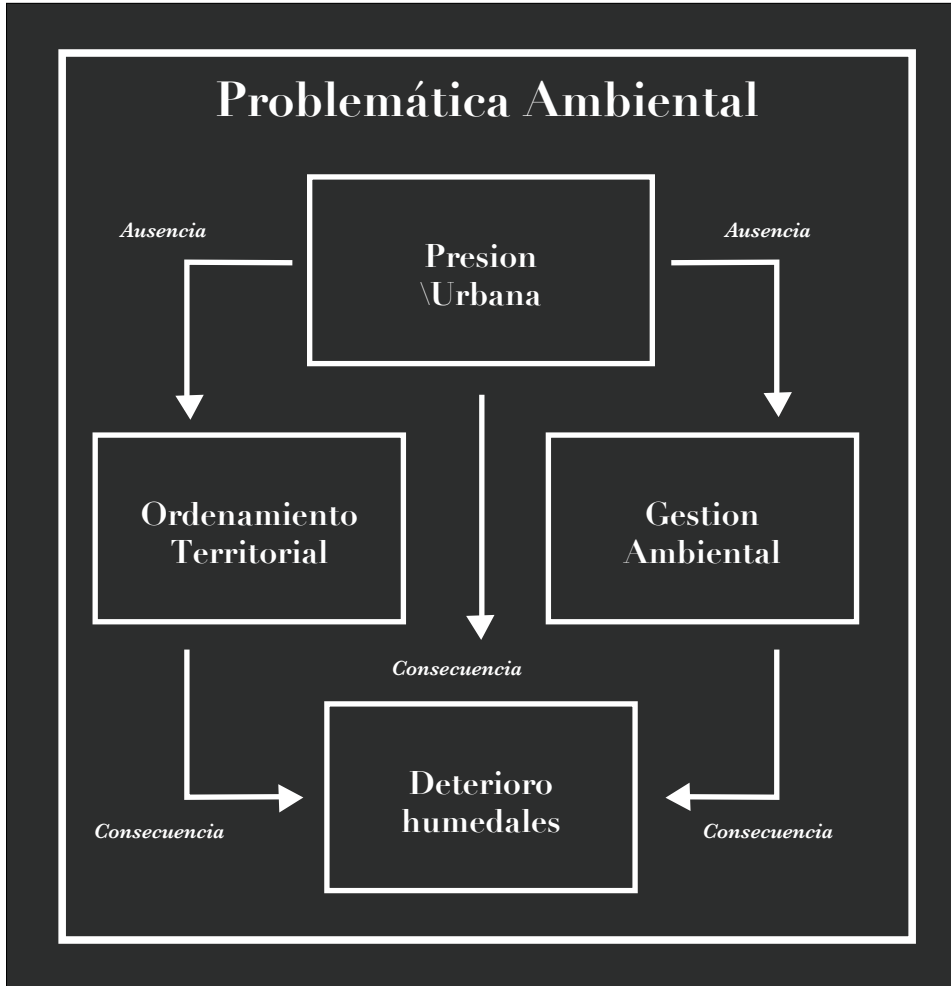 Problemática Ambiental
Ausencia
Ausencia
Presion
\Urbana
Ordenamiento
Territorial
Gestion
Ambiental
Consecuencia
Deterioro
humedales
Consecuencia
Consecuencia